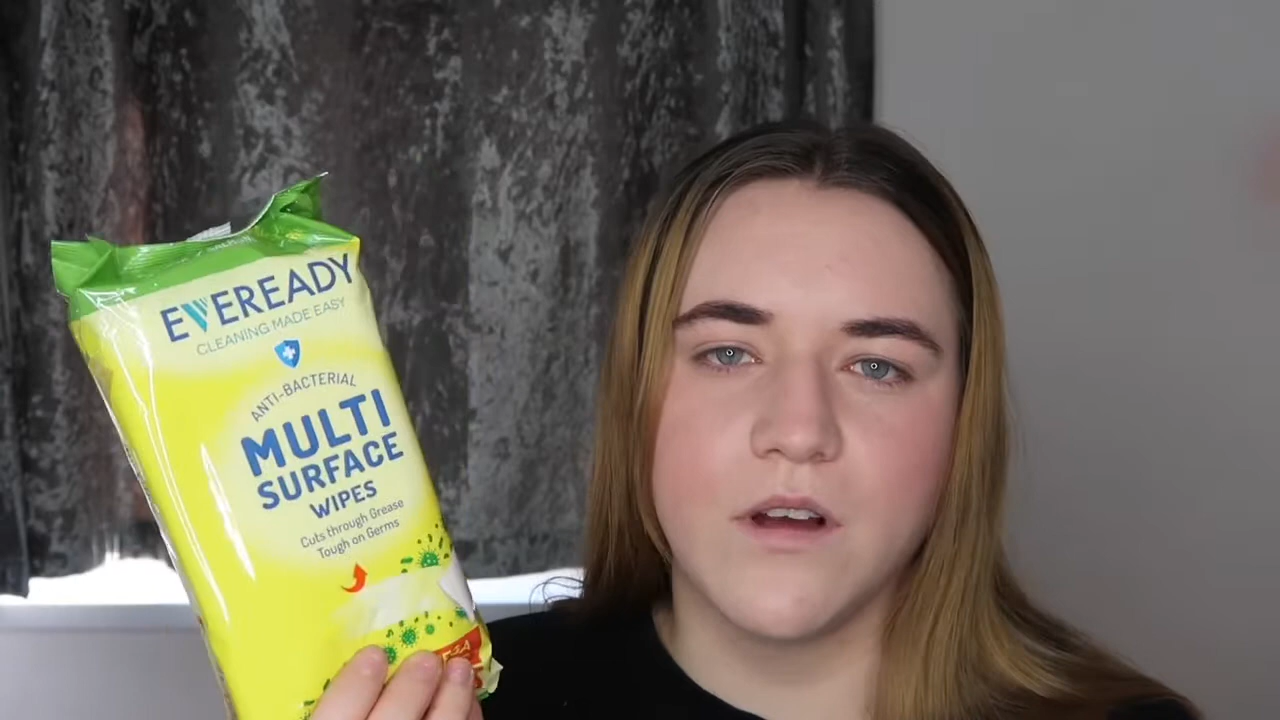 EVEREADY
CLEANING MADE EASY
ANTI-BACTERIAL
MULTI
SURFACE
WIPES
Cuts through Grease
Tough on Germs